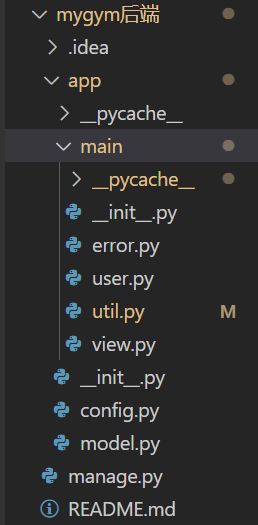 mygym后端
.idea
app
__pycache__
main
__pycache__
__init__.py
error.py
user.py
util.py M
view.py
__init__.py
config.py
model.py
manage.py
README.md